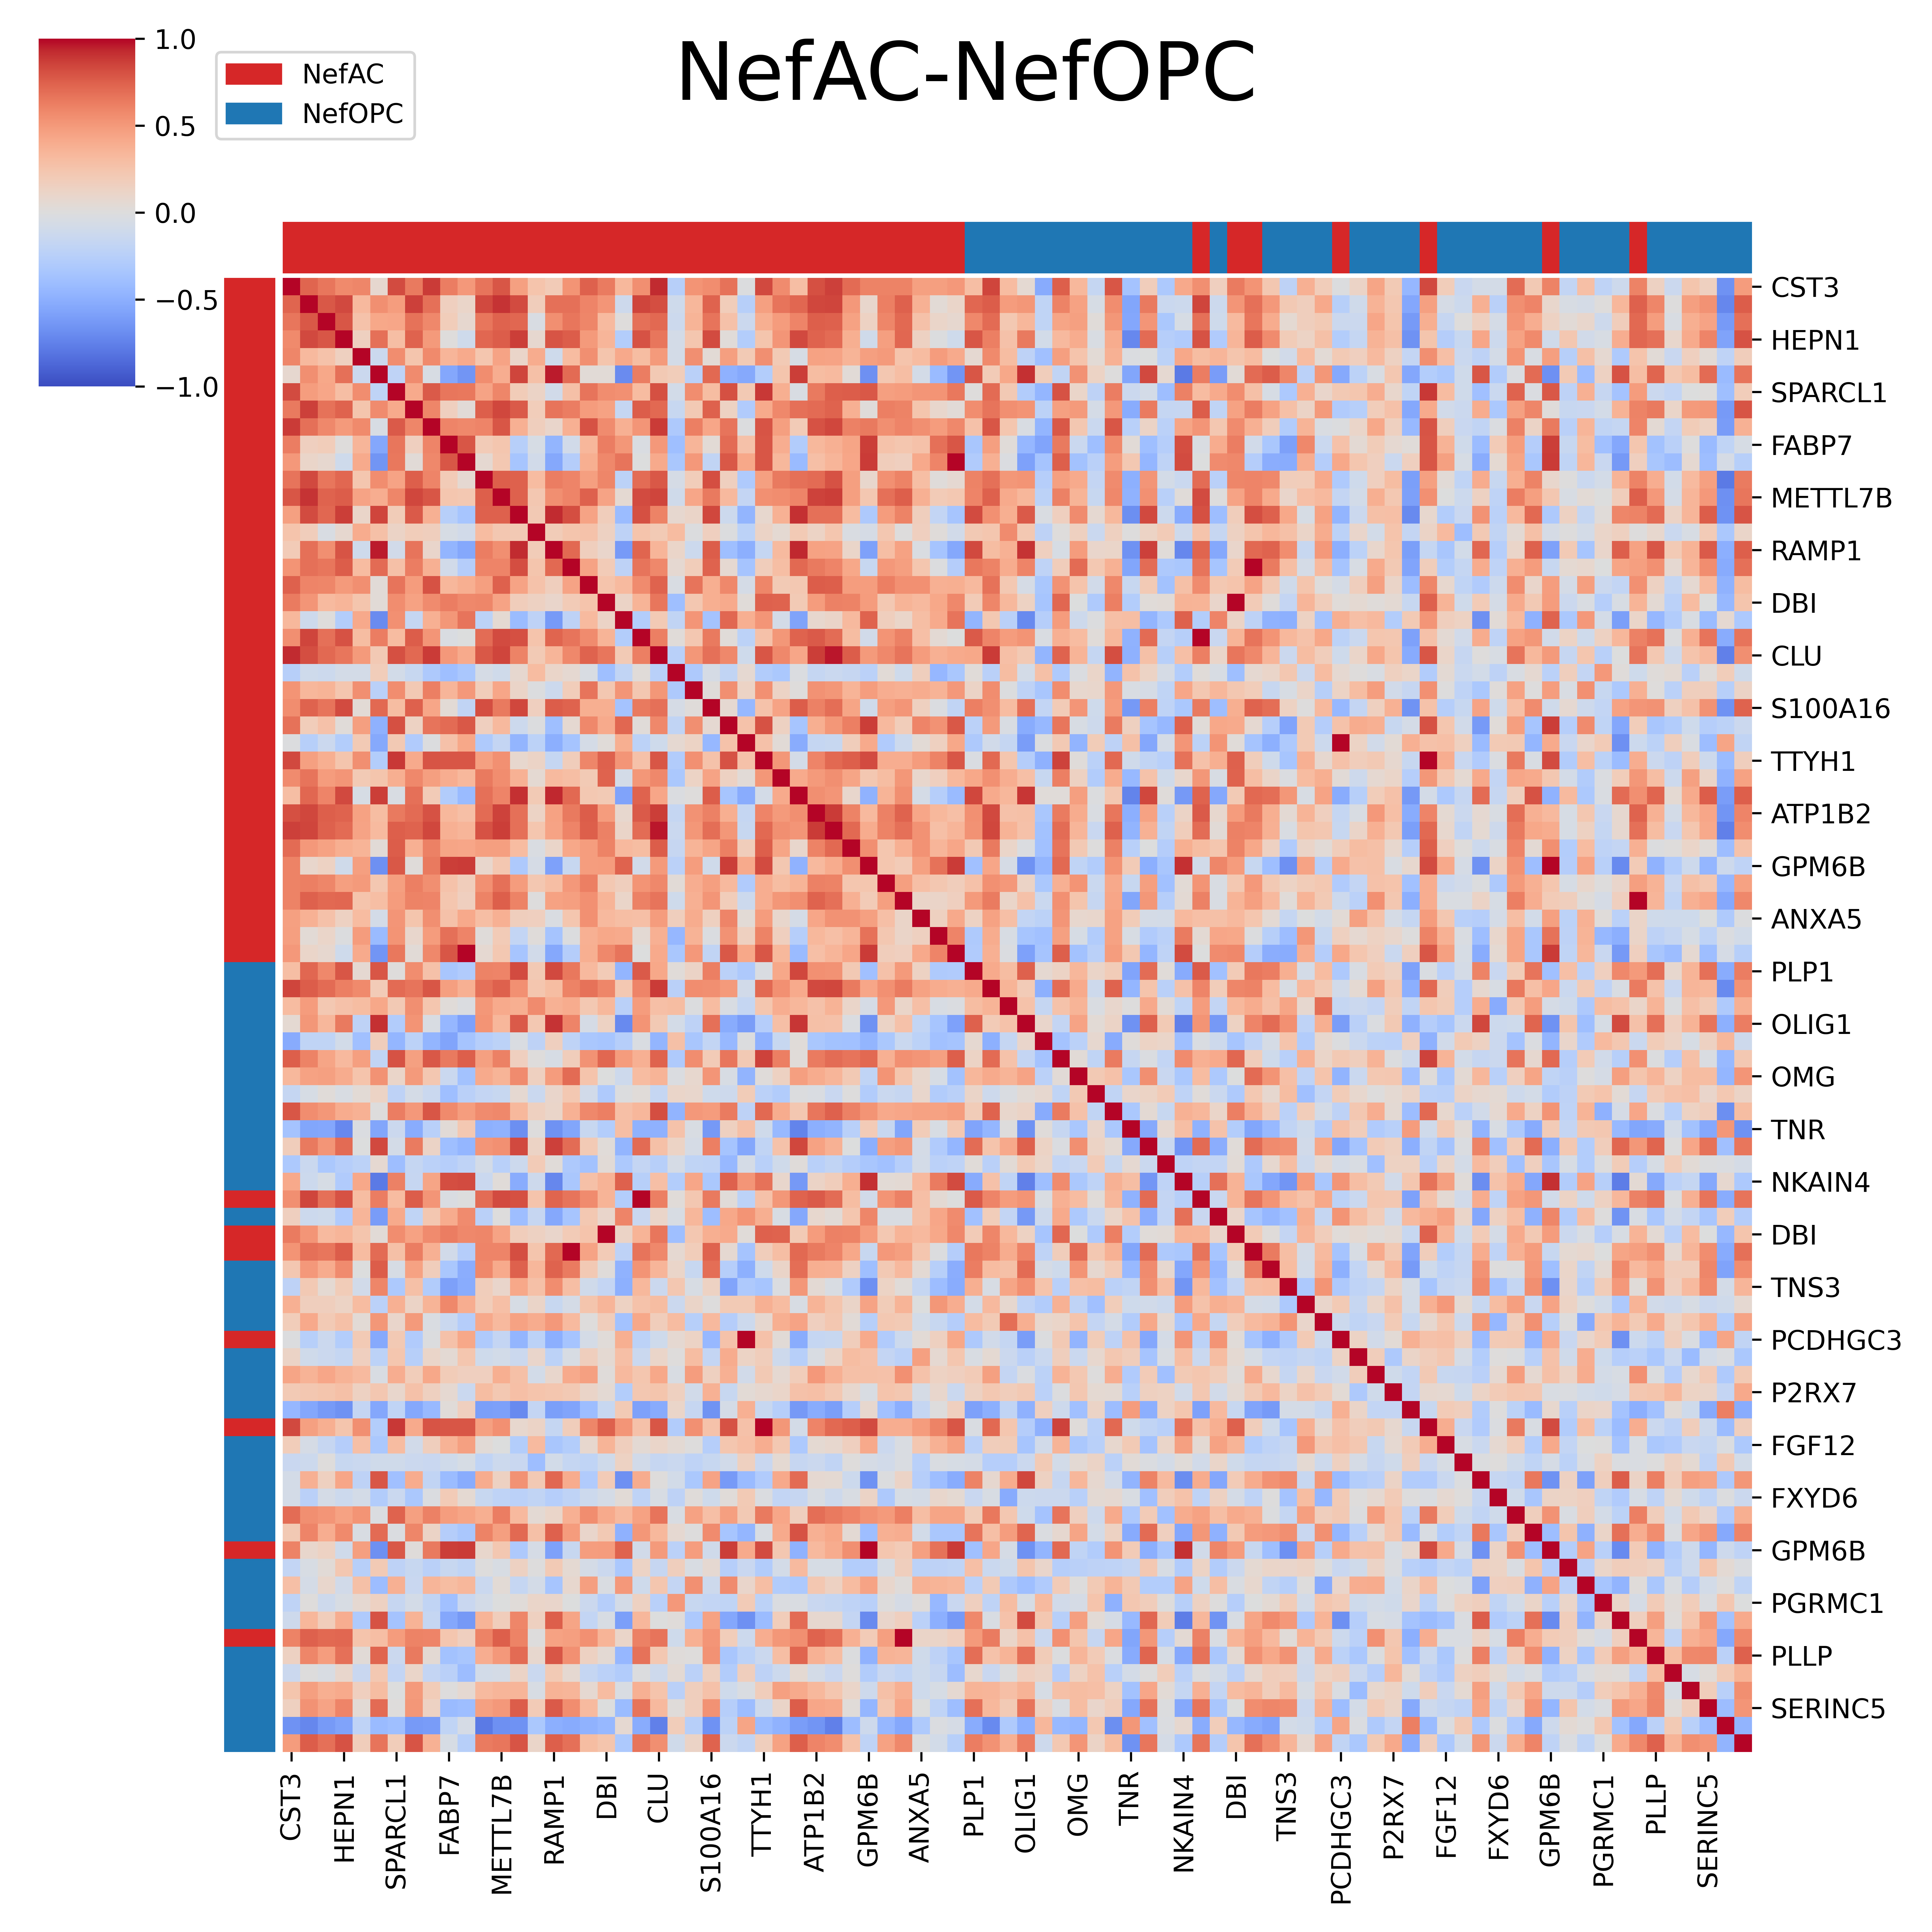 NefAC-NefOPC
1.0
0.5
0.0
−0.5
−1.0
NefAC
NefOPC
CST3
HEPN1
SPARCL1
FABP7
METTL7B
RAMP1
DBI
CLU
S100A16
TTYH1
ATP1B2
GPM6B
ANXA5
PLP1
OLIG1
OMG
TNR
NKAIN4
DBI
TNS3
PCDHGC3
P2RX7
FGF12
FXYD6
GPM6B
PGRMC1
PLLP
SERINC5
CST3
HEPN1
SPARCL1
FABP7
METTL7B
RAMP1
DBI
CLU
S100A16
TTYH1
ATP1B2
GPM6B
ANXA5
PLP1
OLIG1
OMG
TNR
NKAIN4
DBI
TNS3
PCDHGC3
P2RX7
FGF12
FXYD6
GPM6B
PGRMC1
PLLP
SERINC5